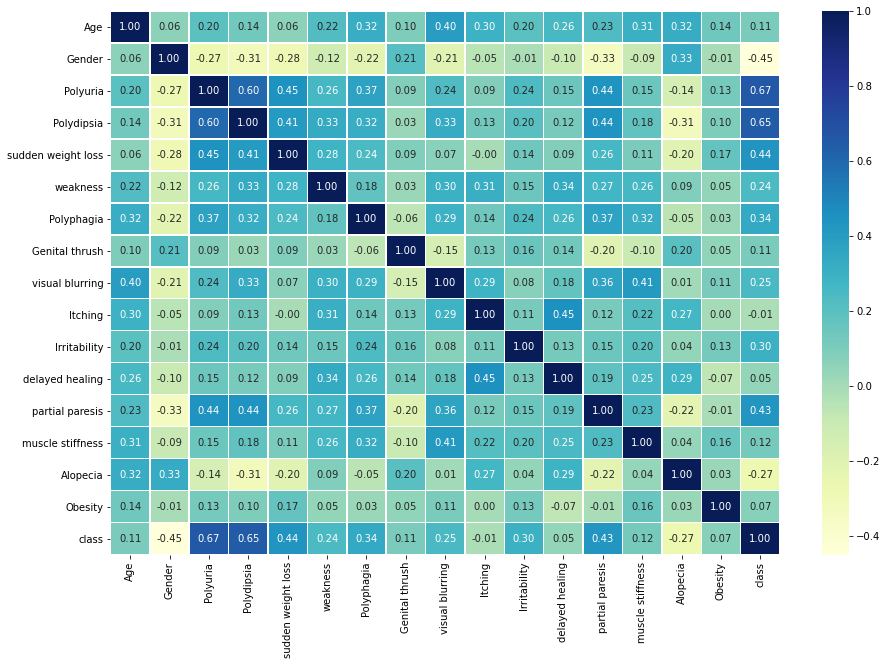 Age 1.00 0.06 0.20 0.14 0.06 0.22 0.32 0.10 0.40 0.30 0.20 0.26 0.23 0.31 0.32 0.14 0.11
Gender 0.06 1.00 -0.27 -0.31 -0.28 -0.12 -0.22 0.21 -0.21 -0.05 -0.01 -0.10 -0.33 -0.09 0.33 -0.01 -0.45
Polyuria 0.20 -0.27 1.00 0.60 0.45 0.26 0.37 0.09 0.24 0.09 0.24 0.15 0.44 0.15 -0.14 0.13 0.67
Polydipsia 0.14 -0.31 0.60 1.00 0.41 0.33 0.32 0.03 0.33 0.13 0.20 0.12 0.44 0.18 -0.31 0.10 0.65
sudden weight loss 0.06 -0.28 0.45 0.41 1.00 0.28 0.24 0.09 0.07 -0.00 0.14 0.09 0.26 0.11 -0.20 0.17 0.44
weakness 0.22 -0.12 0.26 0.33 0.28 1.00 0.18 0.03 0.30 0.31 0.15 0.34 0.27 0.26 0.09 0.05 0.24
Polyphagia 0.32 -0.22 0.37 0.32 0.24 0.18 1.00 -0.06 0.29 0.14 0.24 0.26 0.37 0.32 -0.05 0.03 0.34
Genital thrush 0.10 0.21 0.09 0.03 0.09 0.03 -0.06 1.00 -0.15 0.13 0.16 0.14 -0.20 -0.10 0.20 0.05 0.11
visual blurring 0.40 -0.21 0.24 0.33 0.07 0.30 0.29 -0.15 1.00 0.29 0.08 0.18 0.36 0.41 0.01 0.11 0.25
Itching 0.30 -0.05 0.09 0.13 -0.00 0.31 0.14 0.13 0.29 1.00 0.11 0.45 0.12 0.22 0.27 0.00 -0.01
Irritability 0.20 -0.01 0.24 0.20 0.14 0.15 0.24 0.16 0.08 0.11 1.00 0.13 0.15 0.20 0.04 0.13 0.30
delayed healing 0.26 -0.10 0.15 0.12 0.09 0.34 0.26 0.14 0.18 0.45 0.13 1.00 0.19 0.25 0.29 -0.07 0.05
partial paresis 0.23 -0.33 0.44 0.44 0.26 0.27 0.37 -0.20 0.36 0.12 0.15 0.19 1.00 0.23 -0.22 -0.01 0.43
muscle stiffness 0.31 -0.09 0.15 0.18 0.11 0.26 0.32 -0.10 0.41 0.22 0.20 0.25 0.23 1.00 0.04 0.16 0.12
Alopecia 0.32 0.33 -0.14 -0.31 -0.20 0.09 -0.05 0.20 0.01 0.27 0.04 0.29 -0.22 0.04 1.00 0.03 -0.27
Obesity 0.14 -0.01 0.13 0.10 0.17 0.05 0.03 0.05 0.11 0.00 0.13 -0.07 -0.01 0.16 0.03 1.00 0.07
class 0.11 -0.45 0.67 0.65 0.44 0.24 0.34 0.11 0.25 -0.01 0.30 0.05 0.43 0.12 -0.27 0.07 1.00
Age
Gender
Polyuria
Polydipsia
sudden weight loss
weakness
Polyphagia
Genital thrush
visual blurring
Itching
Irritability
delayed healing
partial paresis
muscle stiffness
Alopecia
Obesity
class
1.0
0.8
0.6
0.4
0.2
0.0
−0.2
−0.4